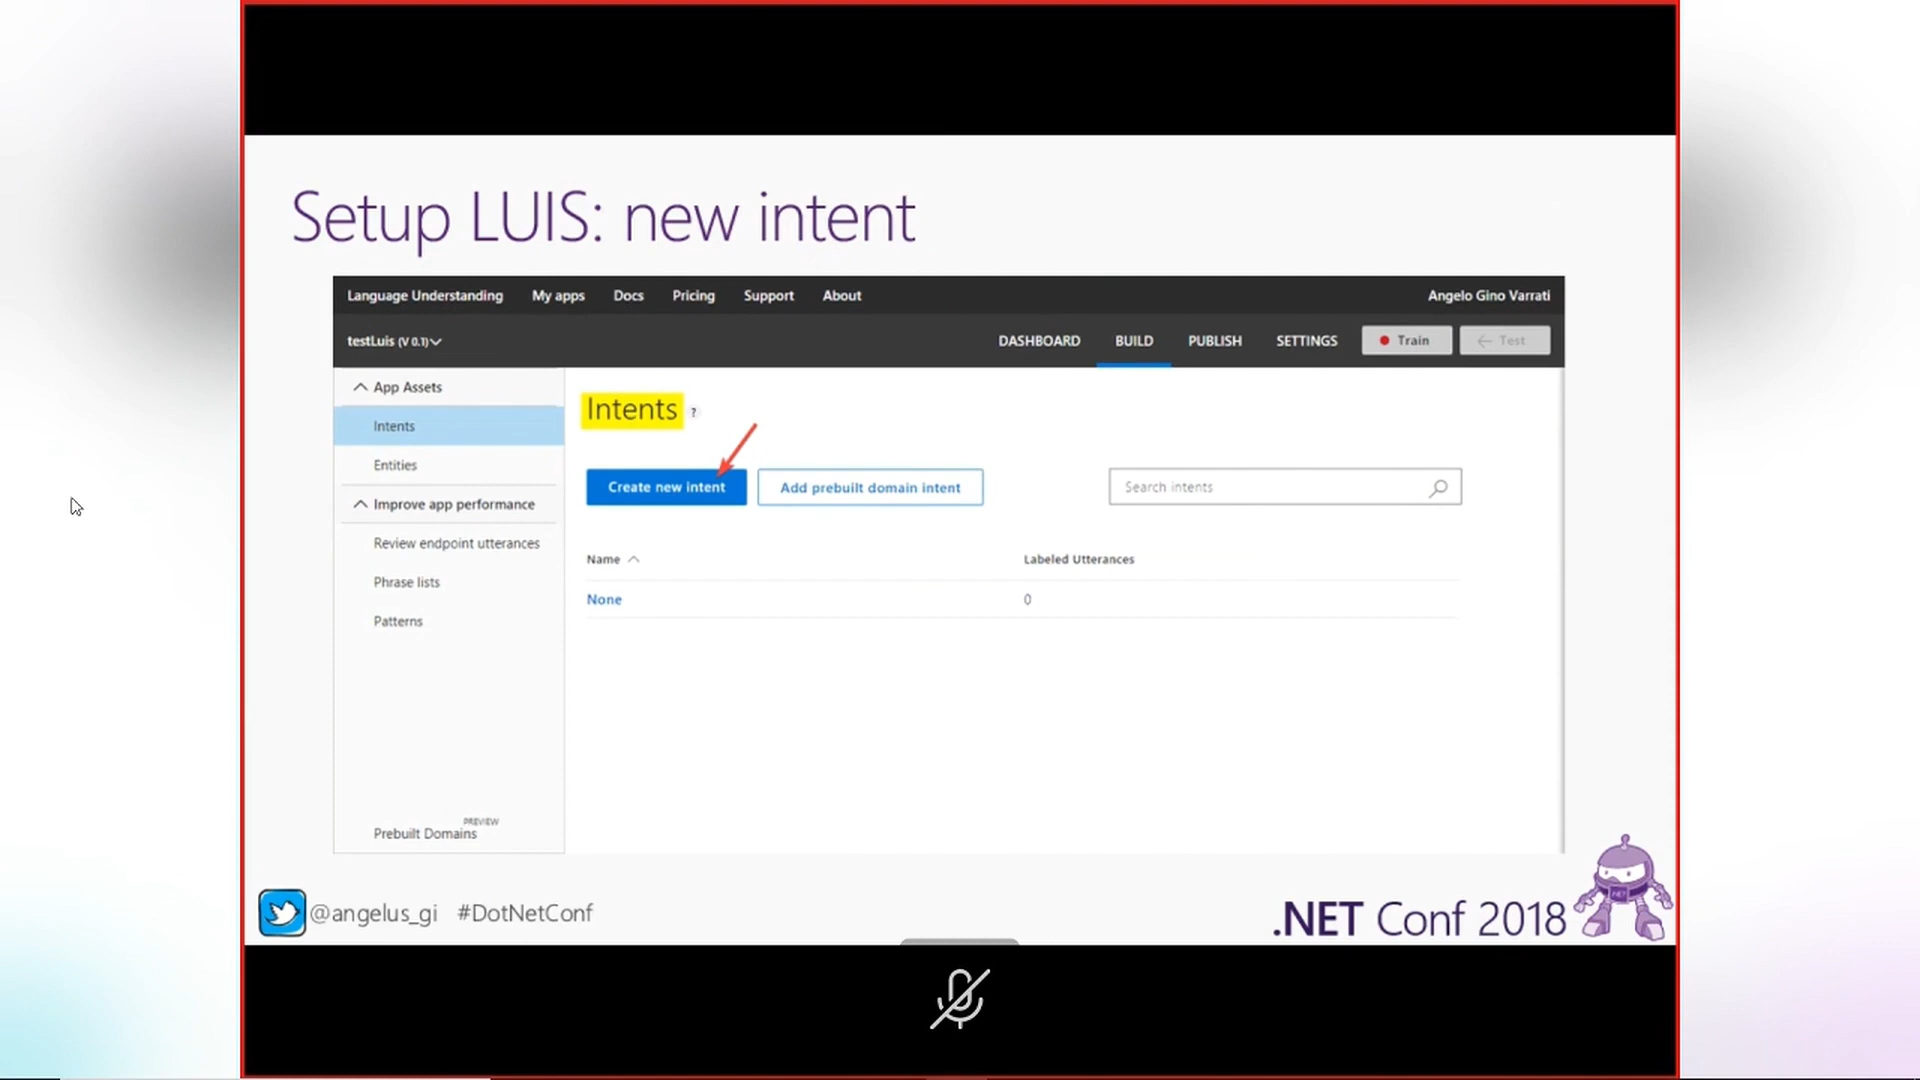 Setup LUIS: new intent
Language Understanding My apps Docs Pricing Support About Angelo Gino Varrati
testLuis (V 0.1) DASHBOARD BUILD PUBLISH SETTINGS Train Test
App Assets
Intents
Entities
Improve app performance
Review endpoint utterances
Phrase lists
Patterns
Prebuilt Domains PREVIEW
Intents ?
Create new intent Add prebuilt domain intent Search intents
Name Labeled Utterances
None 0
@angelus_gi #DotNetConf
.NET Conf 2018
.NET